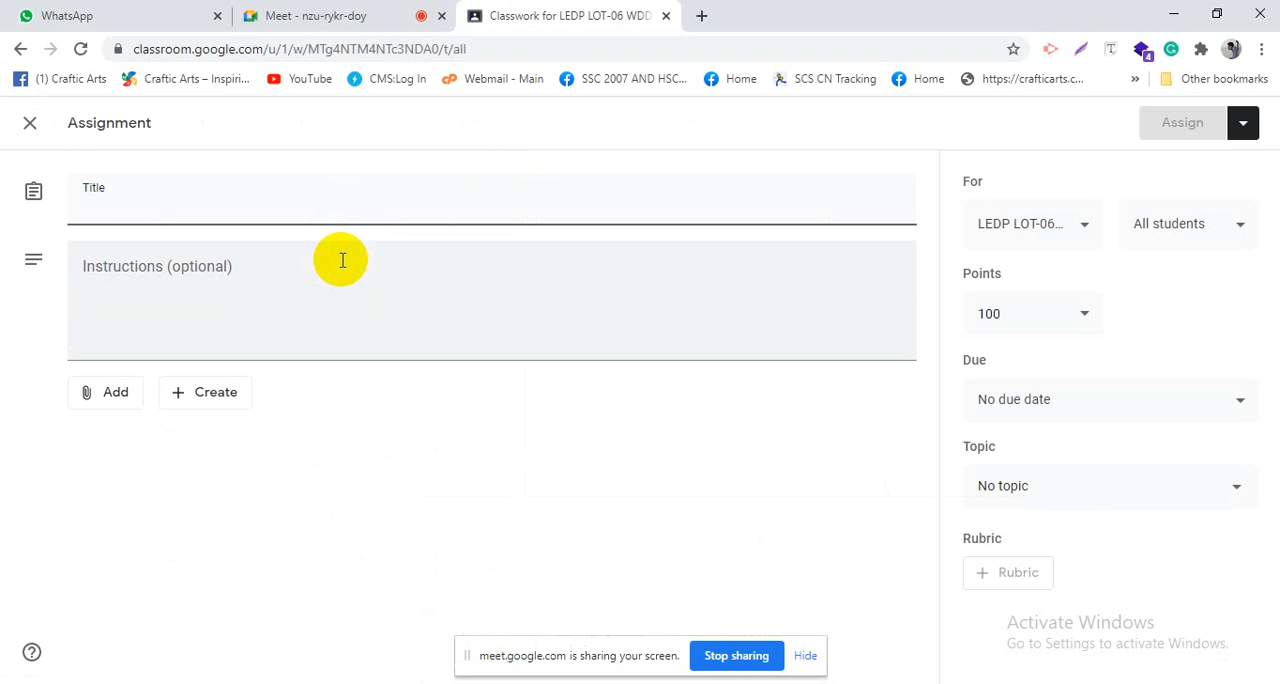 WhatsApp
Meet - nzu-rykr-doy
Classwork for LEDP LOT-06 WDD
classroom.google.com/u/1/w/MTg4NTM4NTc3NDA0/t/all
4
(1) Craftic Arts
Craftic Arts – Inspiri...
YouTube
CMS:Log In
Webmail - Main
SSC 2007 AND HSC...
Home
SCS CN Tracking
Home
https://crafticarts.c...
»
Other bookmarks
Assignment
Assign
Title
Instructions (optional)
Add
Create
For
LEDP LOT-06...
All students
Points
100
Due
No due date
Topic
No topic
Rubric
Rubric
Activate Windows
Go to Settings to activate Windows.
meet.google.com is sharing your screen.
Stop sharing
Hide